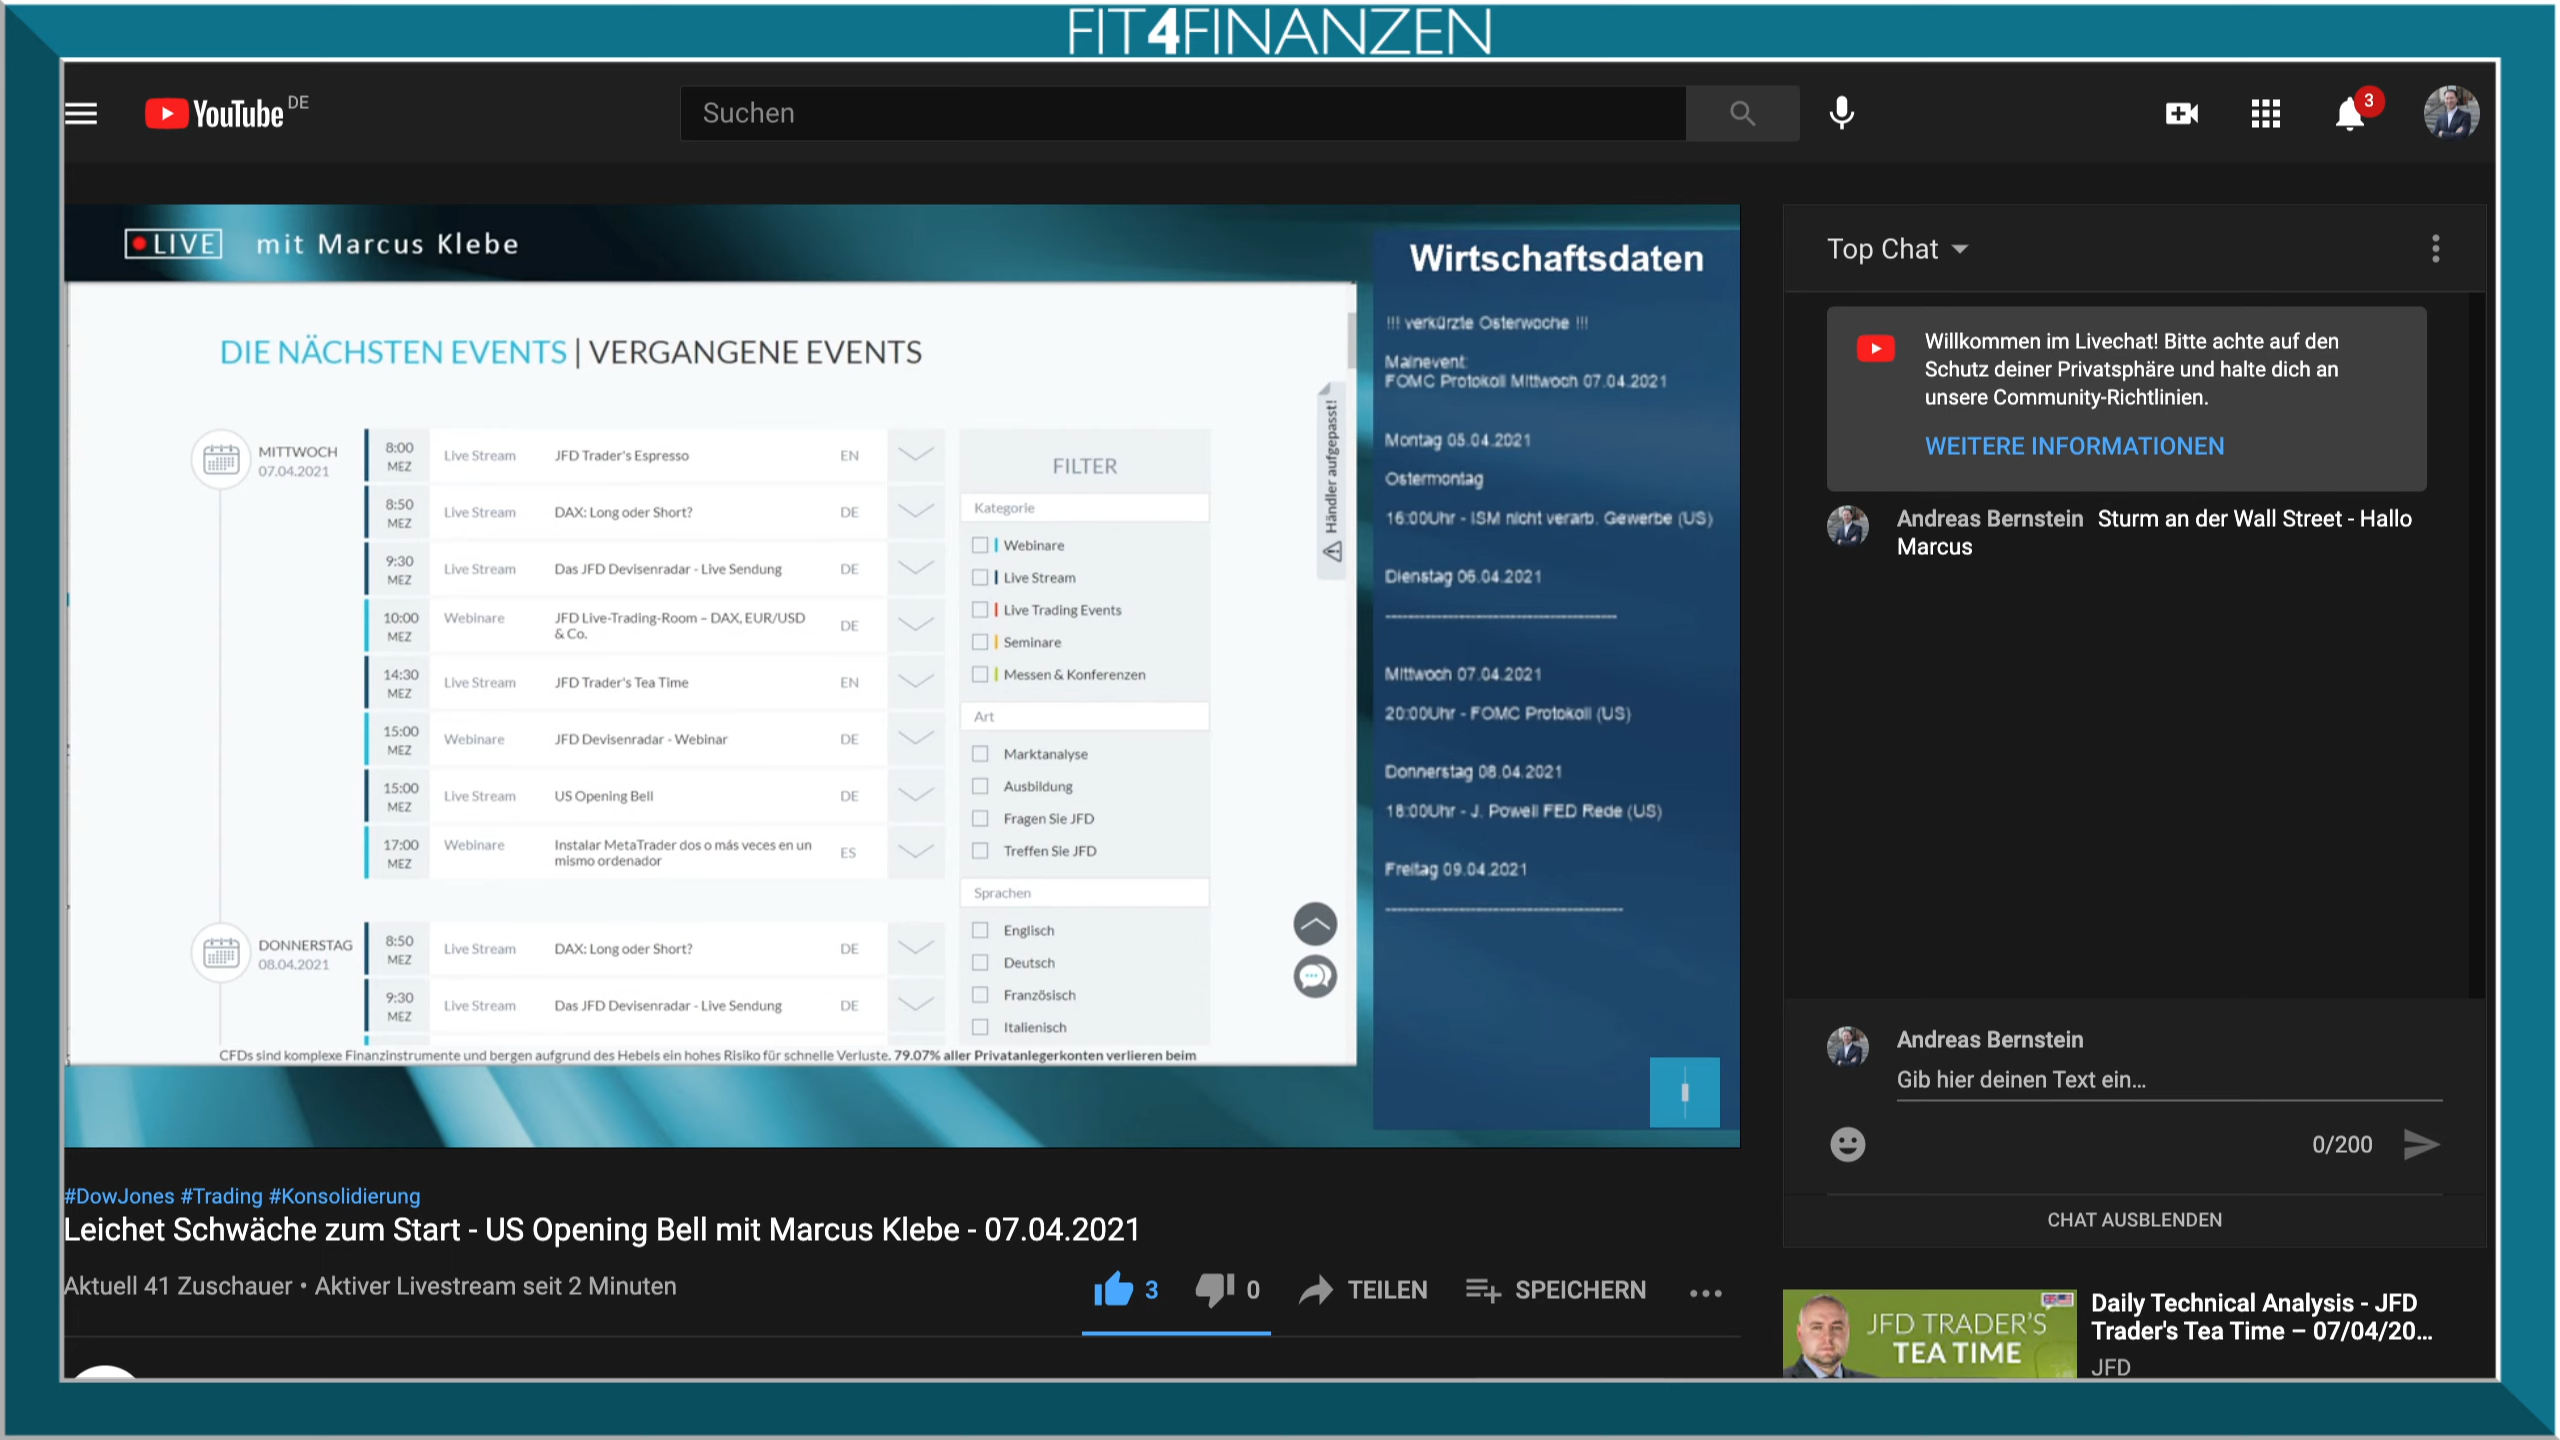 FIT4FINANZEN
YouTube DE
Suchen
3
LIVE mit Marcus Klebe
DIE NÄCHSTEN EVENTS | VERGANGENE EVENTS
MITTWOCH
07.04.2021
8:00 MEZ Live Stream JFD Trader's Espresso EN
8:50 MEZ Live Stream DAX: Long oder Short? DE
9:30 MEZ Live Stream Das JFD Devisenradar - Live Sendung DE
10:00 MEZ Webinare JFD Live-Trading-Room – DAX, EUR/USD & Co. DE
14:30 MEZ Live Stream JFD Trader's Tea Time EN
15:00 MEZ Webinare JFD Devisenradar - Webinar DE
15:00 MEZ Live Stream US Opening Bell DE
17:00 MEZ Webinare Instalar MetaTrader dos o más veces en un mismo ordenador ES
DONNERSTAG
08.04.2021
8:50 MEZ Live Stream DAX: Long oder Short? DE
9:30 MEZ Live Stream Das JFD Devisenradar - Live Sendung DE
FILTER
Kategorie
Webinare
Live Stream
Live Trading Events
Seminare
Messen & Konferenzen
Art
Marktanalyse
Ausbildung
Fragen Sie JFD
Treffen Sie JFD
Sprachen
Englisch
Deutsch
Französisch
Italienisch
Händler aufgepasst!
CFDs sind komplexe Finanzinstrumente und bergen aufgrund des Hebels ein hohes Risiko für schnelle Verluste. 79.07% aller Privatanlegerkonten verlieren beim
Wirtschaftsdaten
!!! verkürzte Osterwoche !!!
Mainevent:
FOMC Protokoll Mittwoch 07.04.2021
Montag 05.04.2021
Ostermontag
16:00Uhr - ISM nicht verarb. Gewerbe (US)
Dienstag 06.04.2021
Mittwoch 07.04.2021
20:00Uhr - FOMC Protokoll (US)
Donnerstag 08.04.2021
18:00Uhr - J. Powell FED Rede (US)
Freitag 09.04.2021
Top Chat
Willkommen im Livechat! Bitte achte auf den
Schutz deiner Privatsphäre und halte dich an
unsere Community-Richtlinien.
WEITERE INFORMATIONEN
Andreas Bernstein Sturm an der Wall Street - Hallo
Marcus
Andreas Bernstein
Gib hier deinen Text ein...
0/200
CHAT AUSBLENDEN
#DowJones #Trading #Konsolidierung
Leichet Schwäche zum Start - US Opening Bell mit Marcus Klebe - 07.04.2021
Aktuell 41 Zuschauer • Aktiver Livestream seit 2 Minuten
3 0 TEILEN SPEICHERN
JFD TRADER'S
TEA TIME
Daily Technical Analysis - JFD
Trader's Tea Time – 07/04/20...
JFD